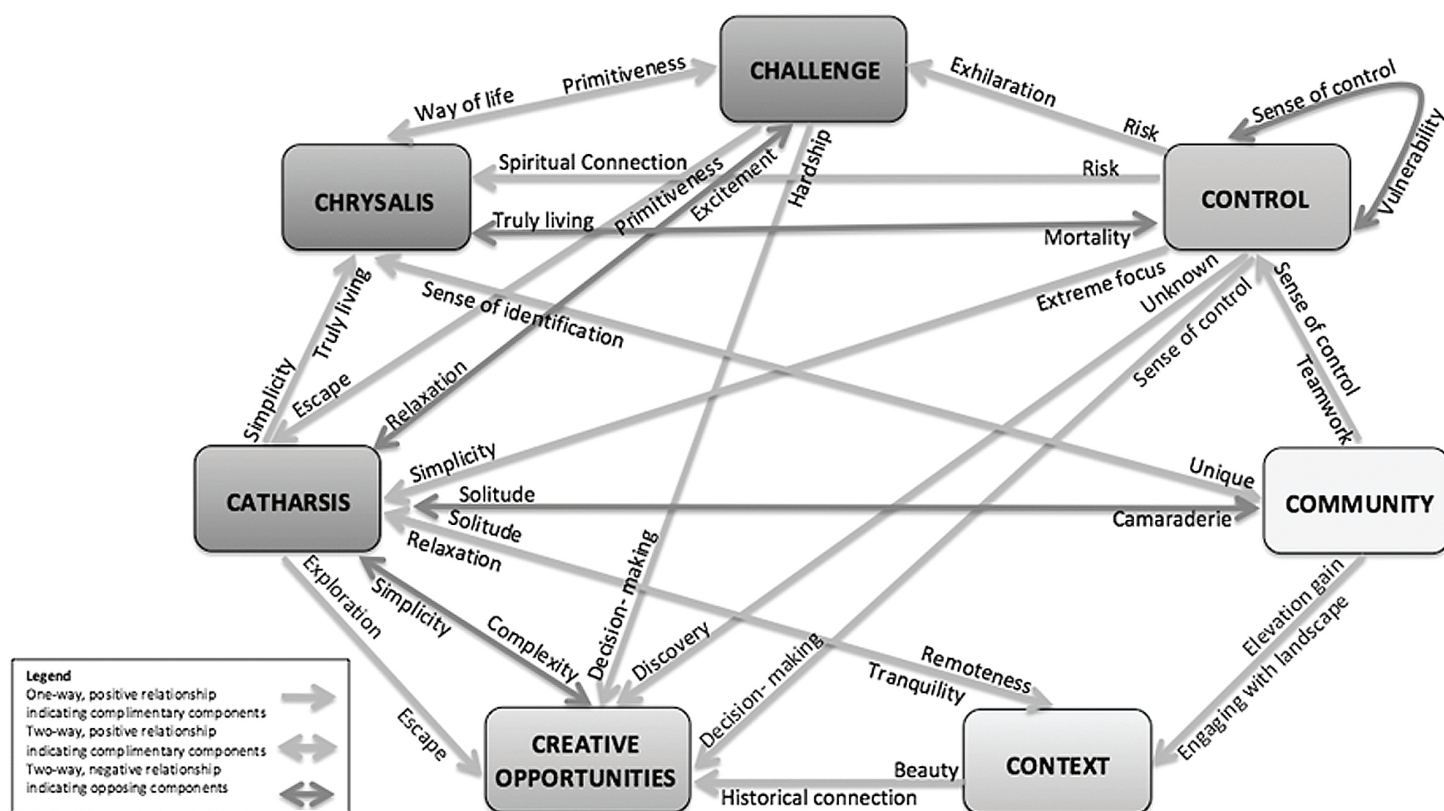 CHALLENGE
Primitiveness
Way of life
Exhilaration
Risk
Sense of control
Vulnerability
CHRYSALIS
Spiritual Connection
Risk
CONTROL
Truly living
Mortality
Primitiveness
Excitement
Hardship
Sense of identification
Extreme focus
Unknown
Sense of control
Sense of control
Teamwork
Truly living
Simplicity
Escape
Relaxation
Simplicity
Unique
CATHARSIS
Solitude
Camaraderie
COMMUNITY
Solitude
Relaxation
Exploration
Simplicity
Complexity
Decision- making
Discovery
Decision- making
Remoteness
Tranquility
Elevation gain
Engaging with landscape
Escape
CREATIVE
OPPORTUNITIES
Beauty
Historical connection
CONTEXT
Legend
One-way, positive relationship
indicating complimentary components
Two-way, positive relationship
indicating complimentary components
Two-way, negative relationship
indicating opposing components